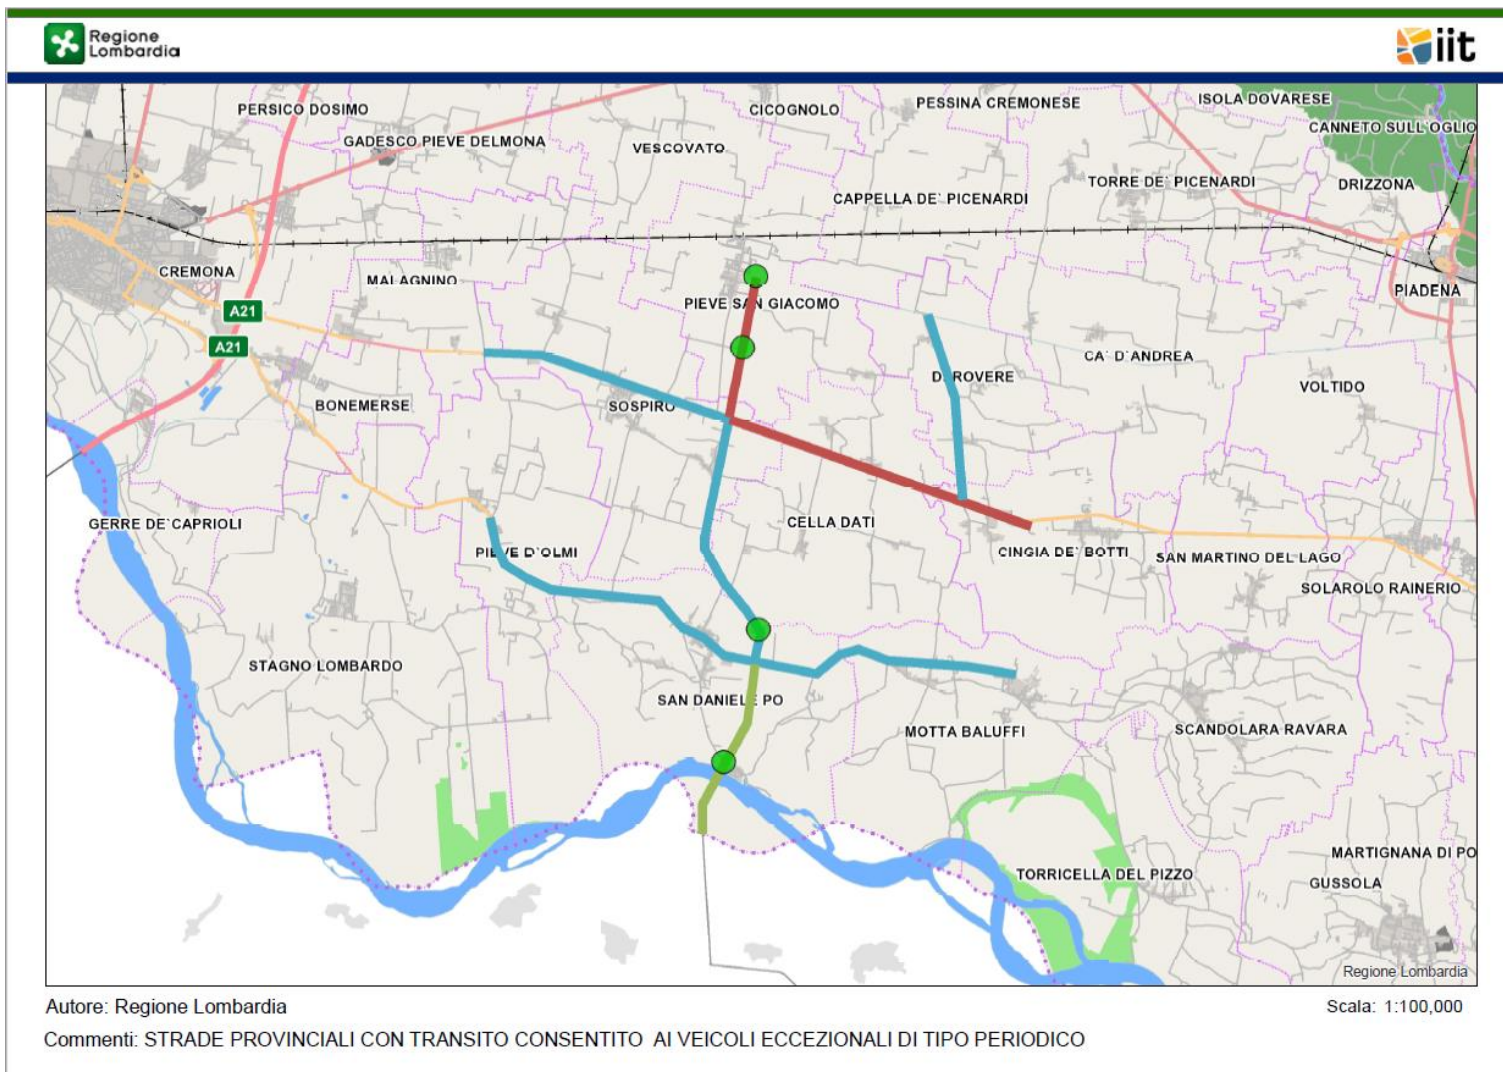 Regione
Lombardia
iit
PERSICO DOSIMO
CICOGNOLO
PESSINA CREMONESE
ISOLA DOVARESE
CANNETO SULL'OGLIO
GADESCO PIEVE DELMONA
VESCOVATO
TORRE DE` PICENARDI
DRIZZONA
CAPPELLA DE` PICENARDI
CREMONA
MALAGNINO
PIADENA
PIEVE SAN GIACOMO
A21
A21
CA` D'ANDREA
DEROVERE
VOLTIDO
BONEMERSE
SOSPIRO
GERRE DE`CAPRIOLI
CELLA DATI
PIEVE D'OLMI
CINGIA DE` BOTTI
SAN MARTINO DEL LAGO
SOLAROLO RAINERIO
STAGNO LOMBARDO
SAN DANIELE PO
MOTTA BALUFFI
SCANDOLARA RAVARA
MARTIGNANA DI PO
TORRICELLA DEL PIZZO
GUSSOLA
Regione Lombardia
Autore: Regione Lombardia
Scala: 1:100,000
Commenti: STRADE PROVINCIALI CON TRANSITO CONSENTITO AI VEICOLI ECCEZIONALI DI TIPO PERIODICO